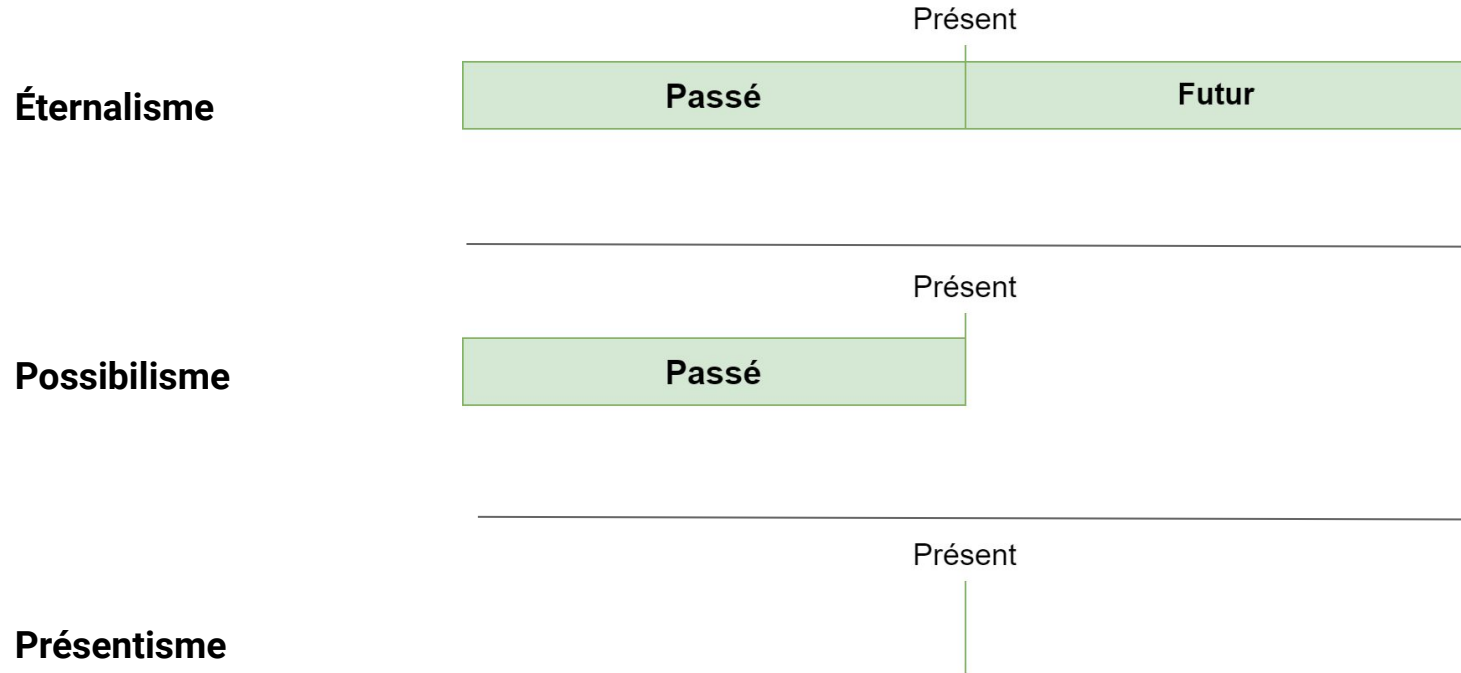 Présent
Éternalisme
Passé
Futur
Présent
Possibilisme
Passé
Présent
Présentisme